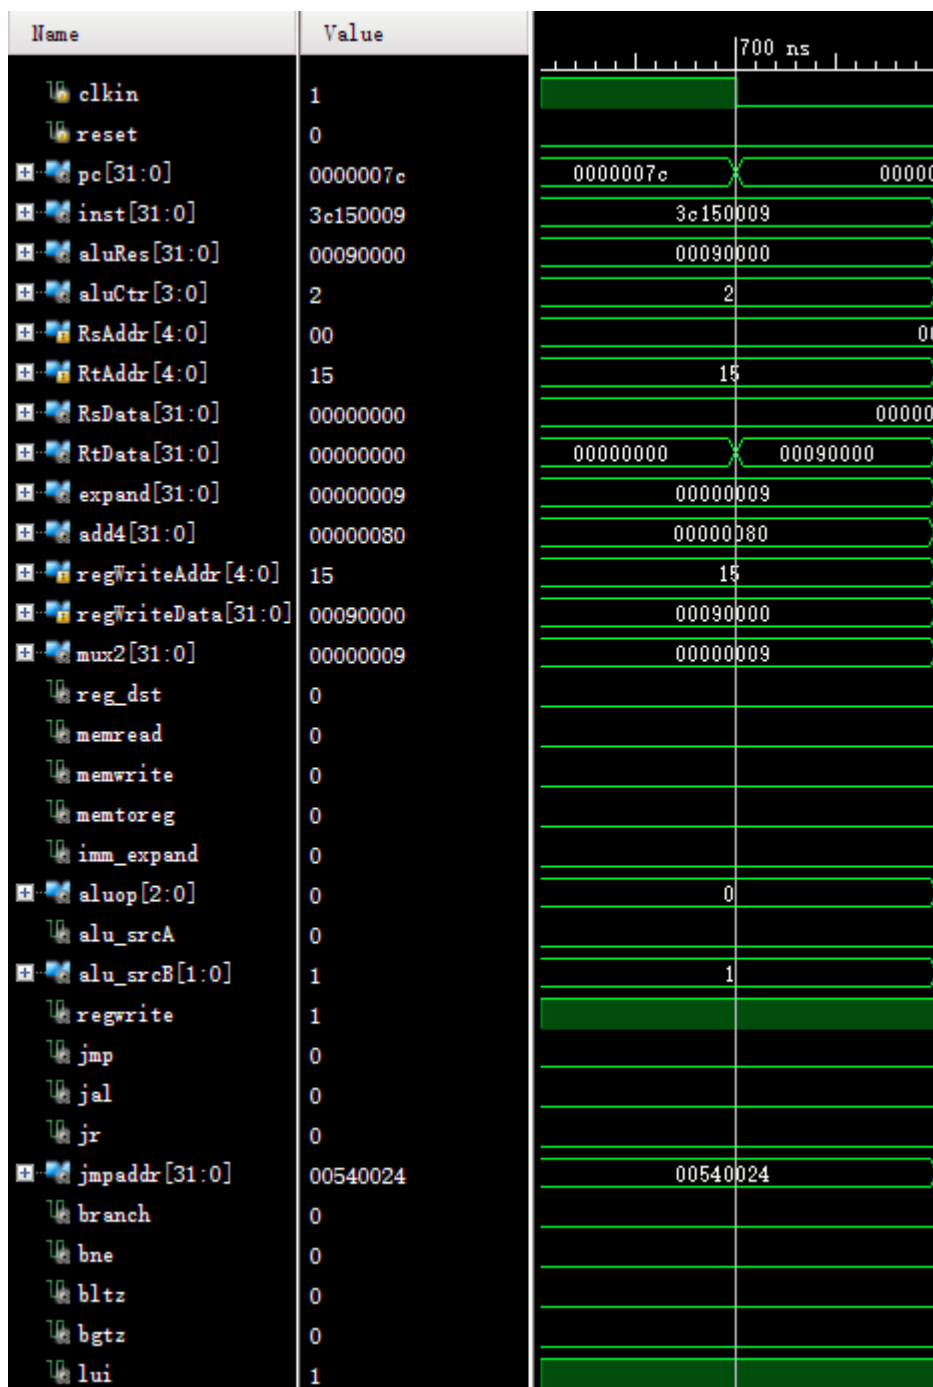 Name Value
700 ns
clkin 1
reset 0
pc[31:0] 0000007c 0000007c 00000
inst[31:0] 3c150009 3c150009
aluRes[31:0] 00090000 00090000
aluCtr[3:0] 2 2
RsAddr[4:0] 00 00
RtAddr[4:0] 15 15
RsData[31:0] 00000000 00000
RtData[31:0] 00000000 00000000 00090000
expand[31:0] 00000009 00000009
add4[31:0] 00000080 00000080
regWriteAddr[4:0] 15 15
regWriteData[31:0] 00090000 00090000
mux2[31:0] 00000009 00000009
reg_dst 0
memread 0
memwrite 0
memtoreg 0
imm_expand 0
aluop[2:0] 0 0
alu_srcA 0
alu_srcB[1:0] 1 1
regwrite 1
jmp 0
jal 0
jr 0
jmpaddr[31:0] 00540024 00540024
branch 0
bne 0
bltz 0
bgtz 0
lui 1